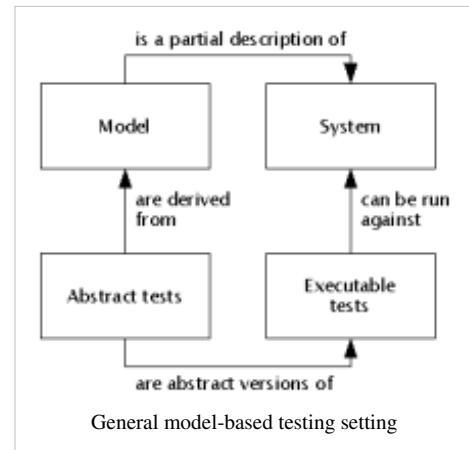 is a partial description of
Model
System
are derived
from
can be run
against
Abstract tests
Executable
tests
are abstract versions of
General model-based testing setting